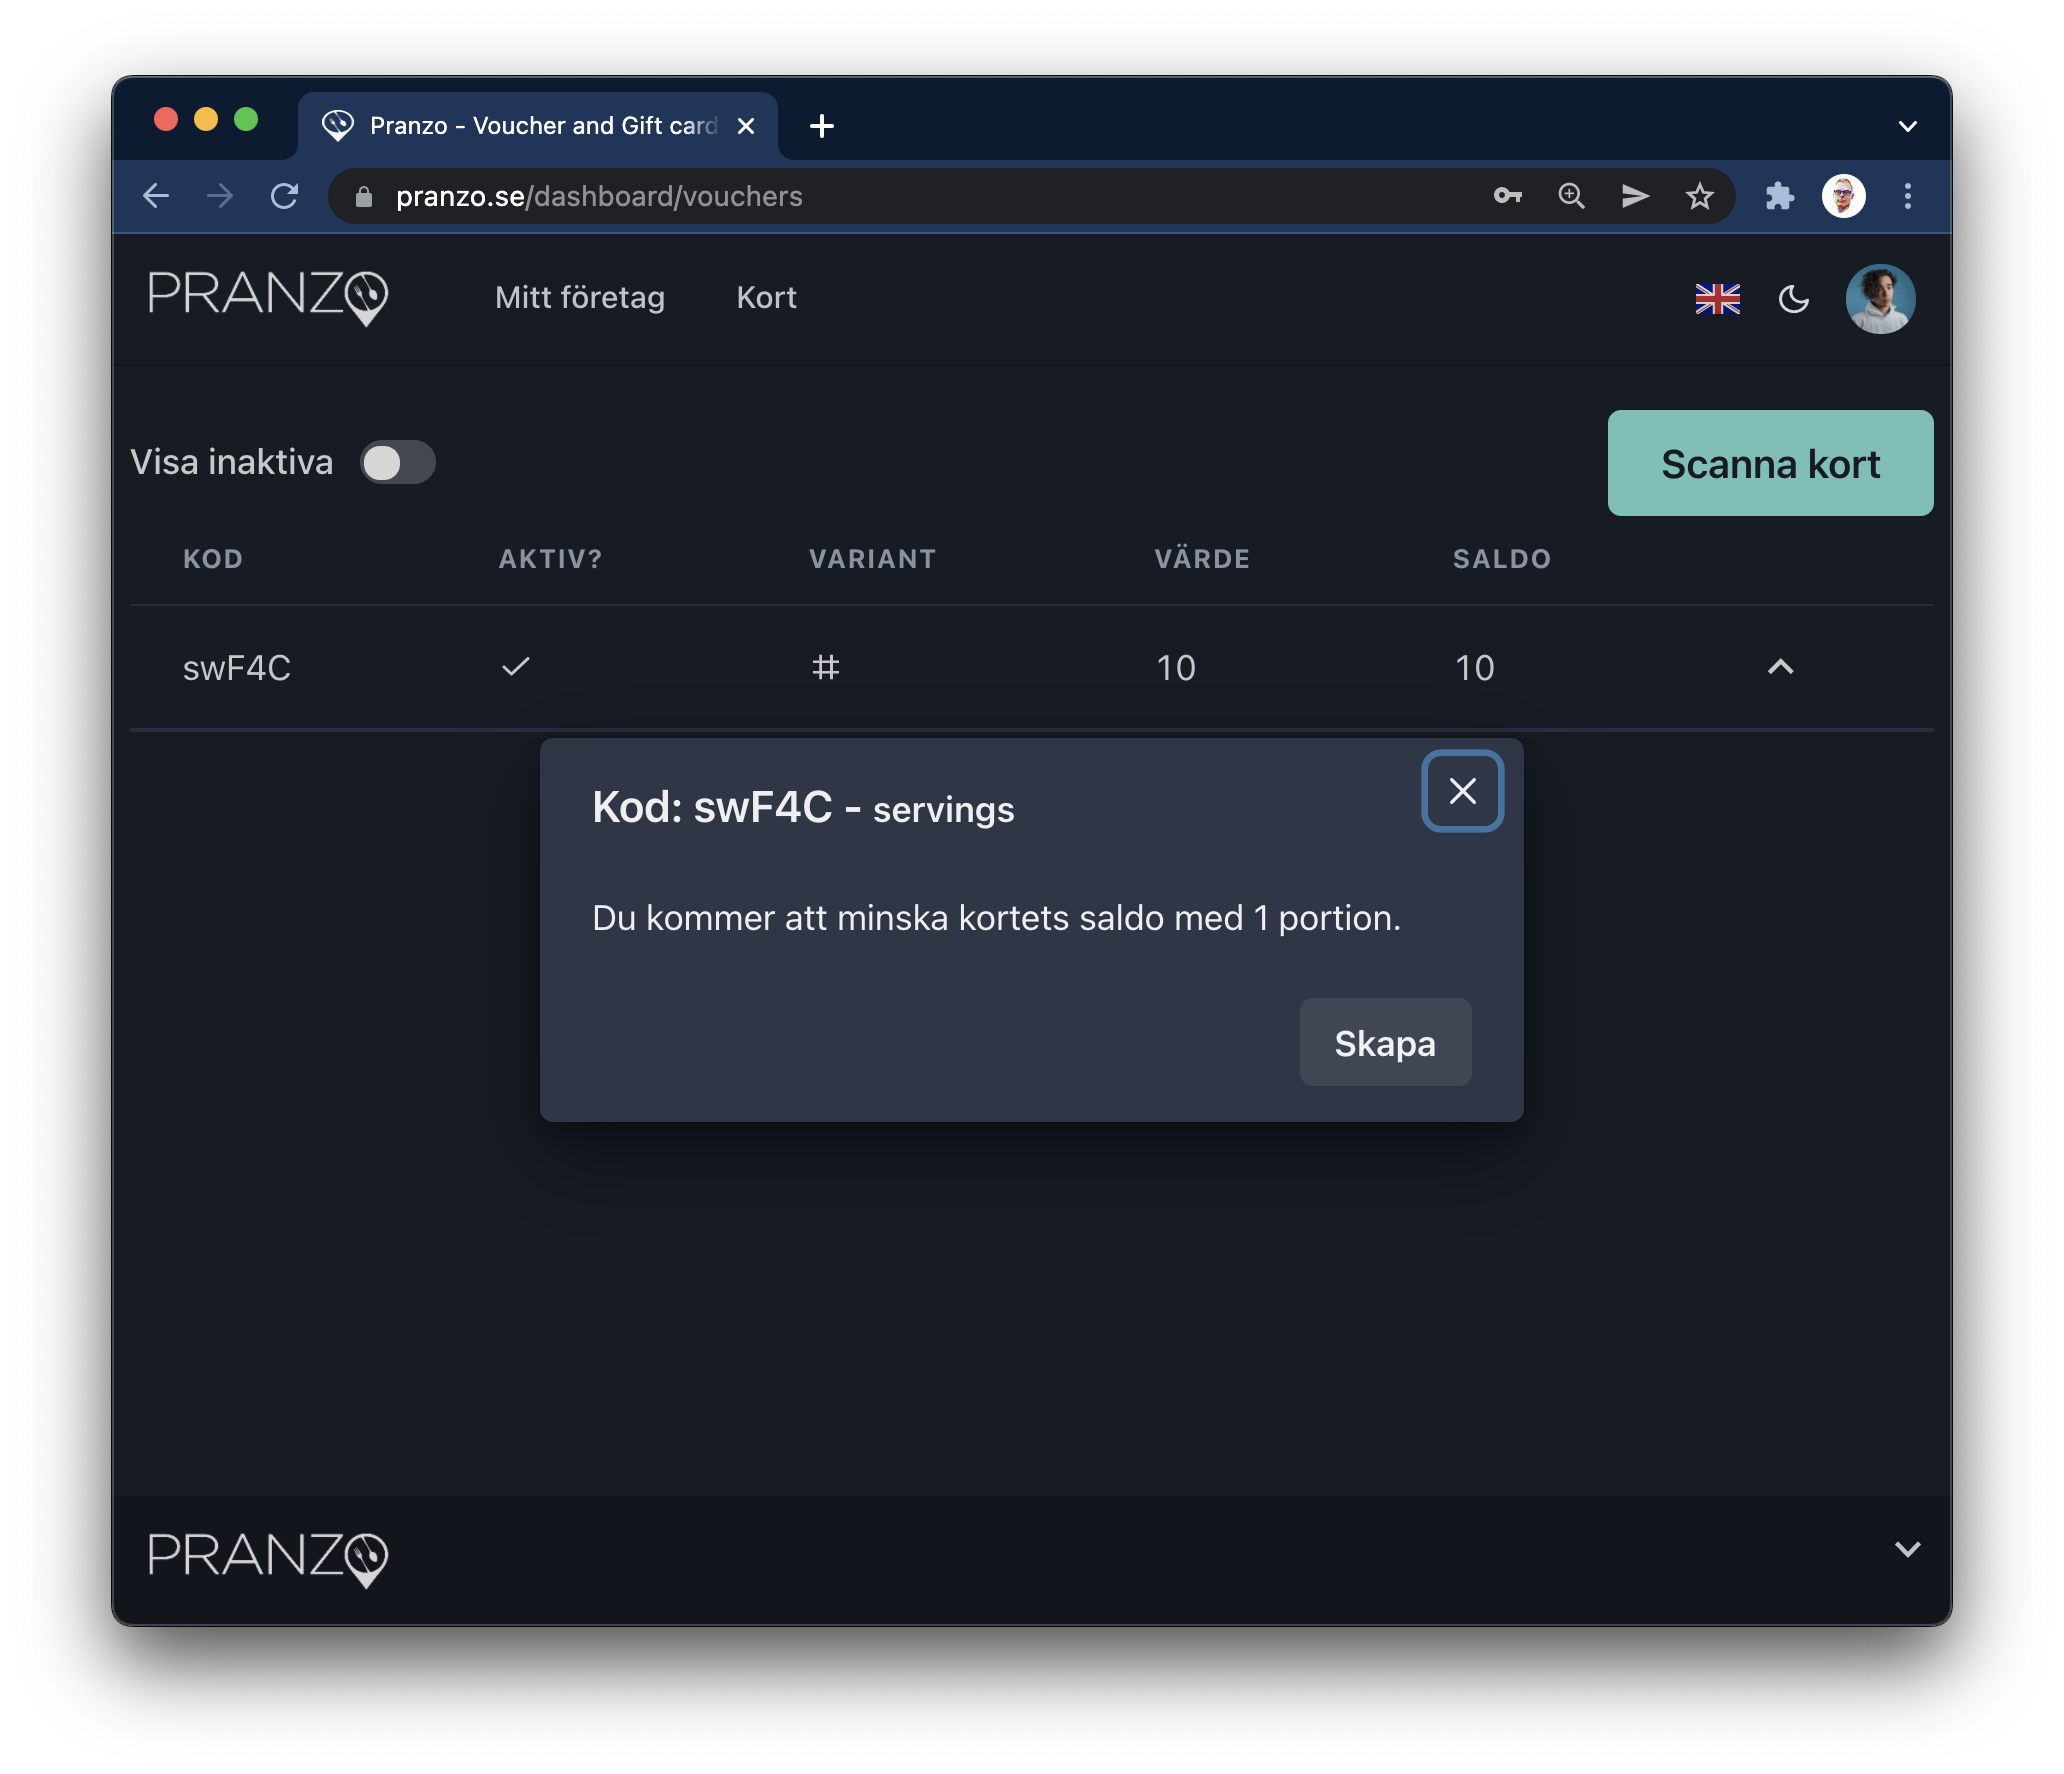 Pranzo - Voucher and Gift card
pranzo.se/dashboard/vouchers
PRANZO Mitt företag Kort
Visa inaktiva Scanna kort
KOD AKTIV? VARIANT VÄRDE SALDO
swF4C # 10 10
Kod: swF4C - servings
Du kommer att minska kortets saldo med 1 portion.
Skapa
PRANZO